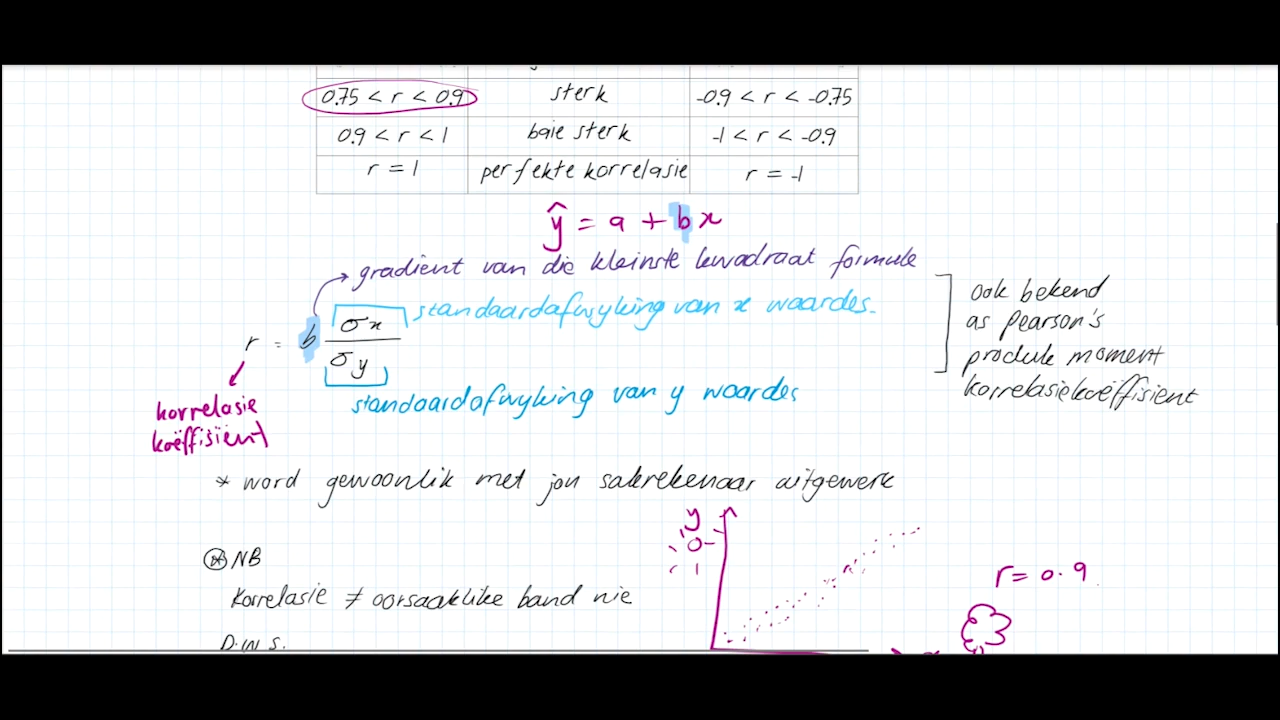 0.75 < r < 0.9 sterk -0.9 < r < -0.75
0.9 < r < 1 baie sterk -1 < r < -0.9
r = 1 perfekte korrelasie r = -1
ŷ = a + bx
gradient van die kleinste kwadraat formule
standaardafwyking van x waardes.
r = b σx / σy
standaardafwyking van y waardes
korrelasie
koëffisient
ook bekend
as Pearson's
produk moment
korrelasiekoëffisient
* word gewoonlik met jou sakrekenaar uitgewerk
* NB
Korrelasie ≠ oorsaaklike band nie
D.W.S.
y
r = 0.9